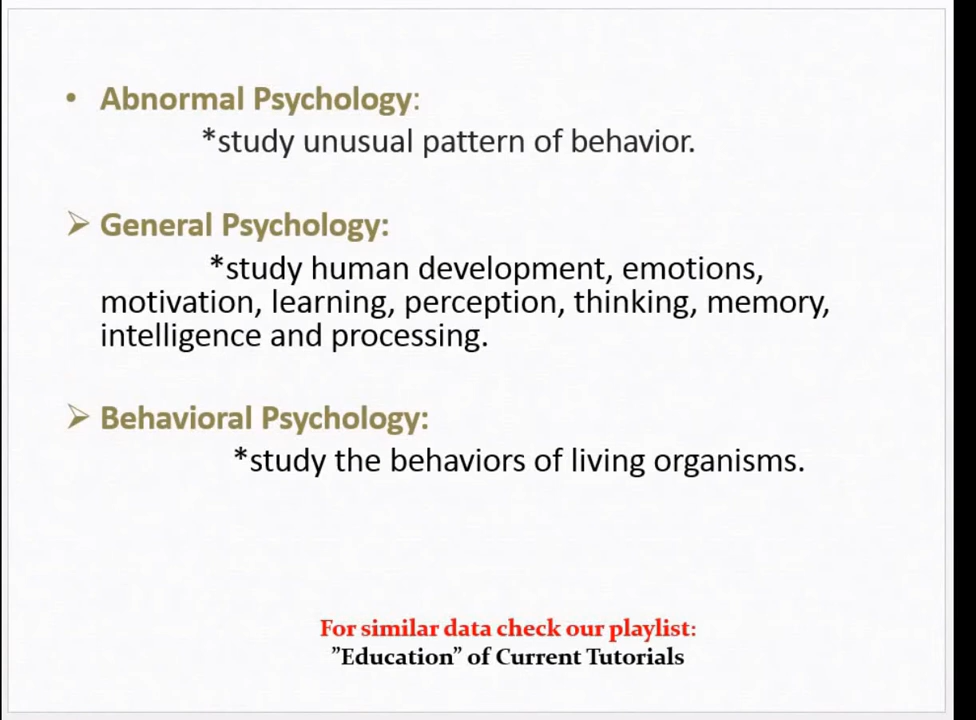 • Abnormal Psychology:
*study unusual pattern of behavior.
➢ General Psychology:
*study human development, emotions,
motivation, learning, perception, thinking, memory,
intelligence and processing.
➢ Behavioral Psychology:
*study the behaviors of living organisms.
For similar data check our playlist:
”Education” of Current Tutorials